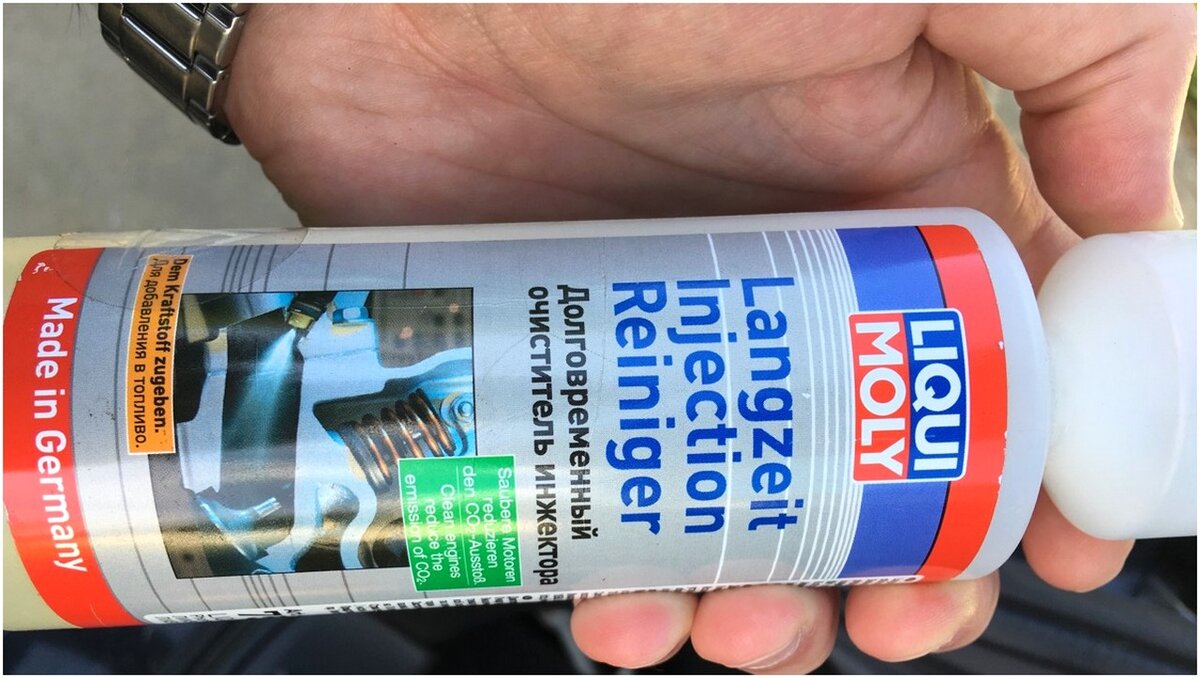 LIQUI
MOLY
Langzeit
Injection
Reiniger
Долговременный
очиститель инжектора
Saubere Motoren
reduzieren
den CO₂-Ausstoß.
Clean engines
reduce the
emission of CO₂
Dem Kraftstoff zugeben.
Для добавления в топливо.
Made in Germany